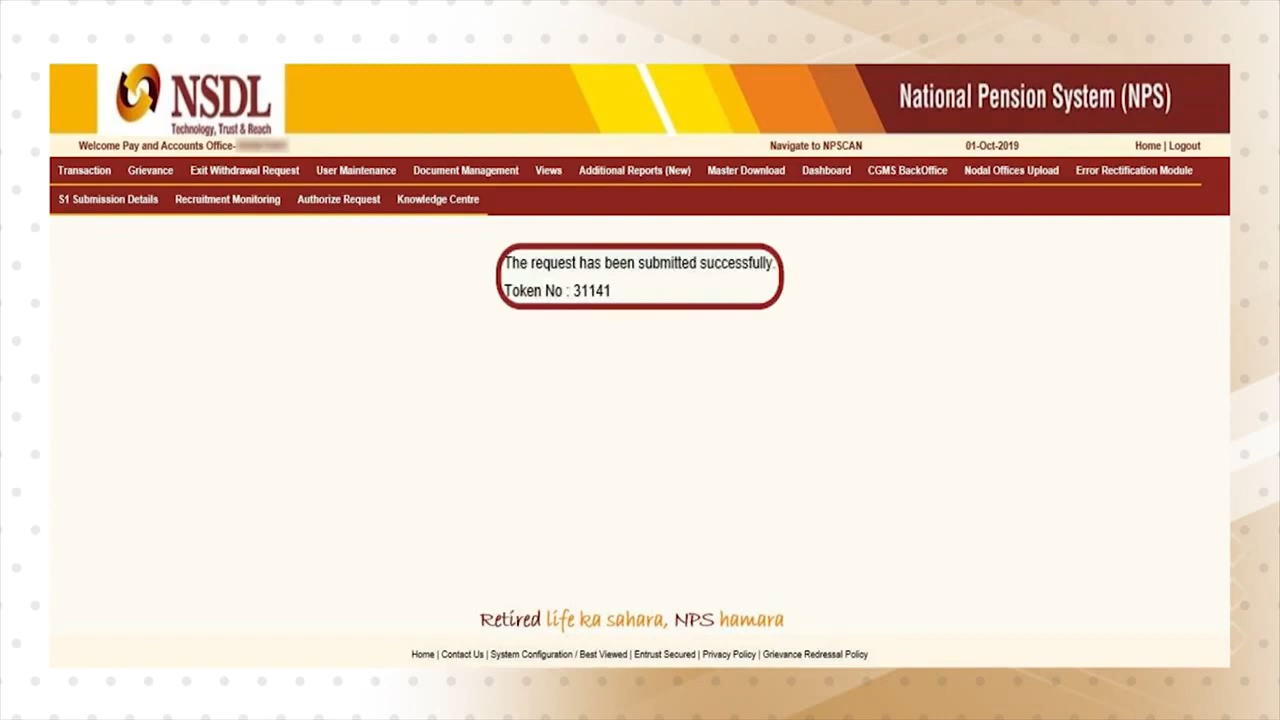 NSDL
Technology, Trust & Reach
National Pension System (NPS)
Welcome Pay and Accounts Office-
Navigate to NPSCAN
01-Oct-2019
Home | Logout
Transaction Grievance Exit Withdrawal Request User Maintenance Document Management Views Additional Reports (New) Master Download Dashboard CGMS BackOffice Nodal Offices Upload Error Rectification Module
S1 Submission Details Recruitment Monitoring Authorize Request Knowledge Centre
The request has been submitted successfully.
Token No : 31141
Retired life ka sahara, NPS hamara
Home | Contact Us | System Configuration / Best Viewed | Entrust Secured | Privacy Policy | Grievance Redressal Policy